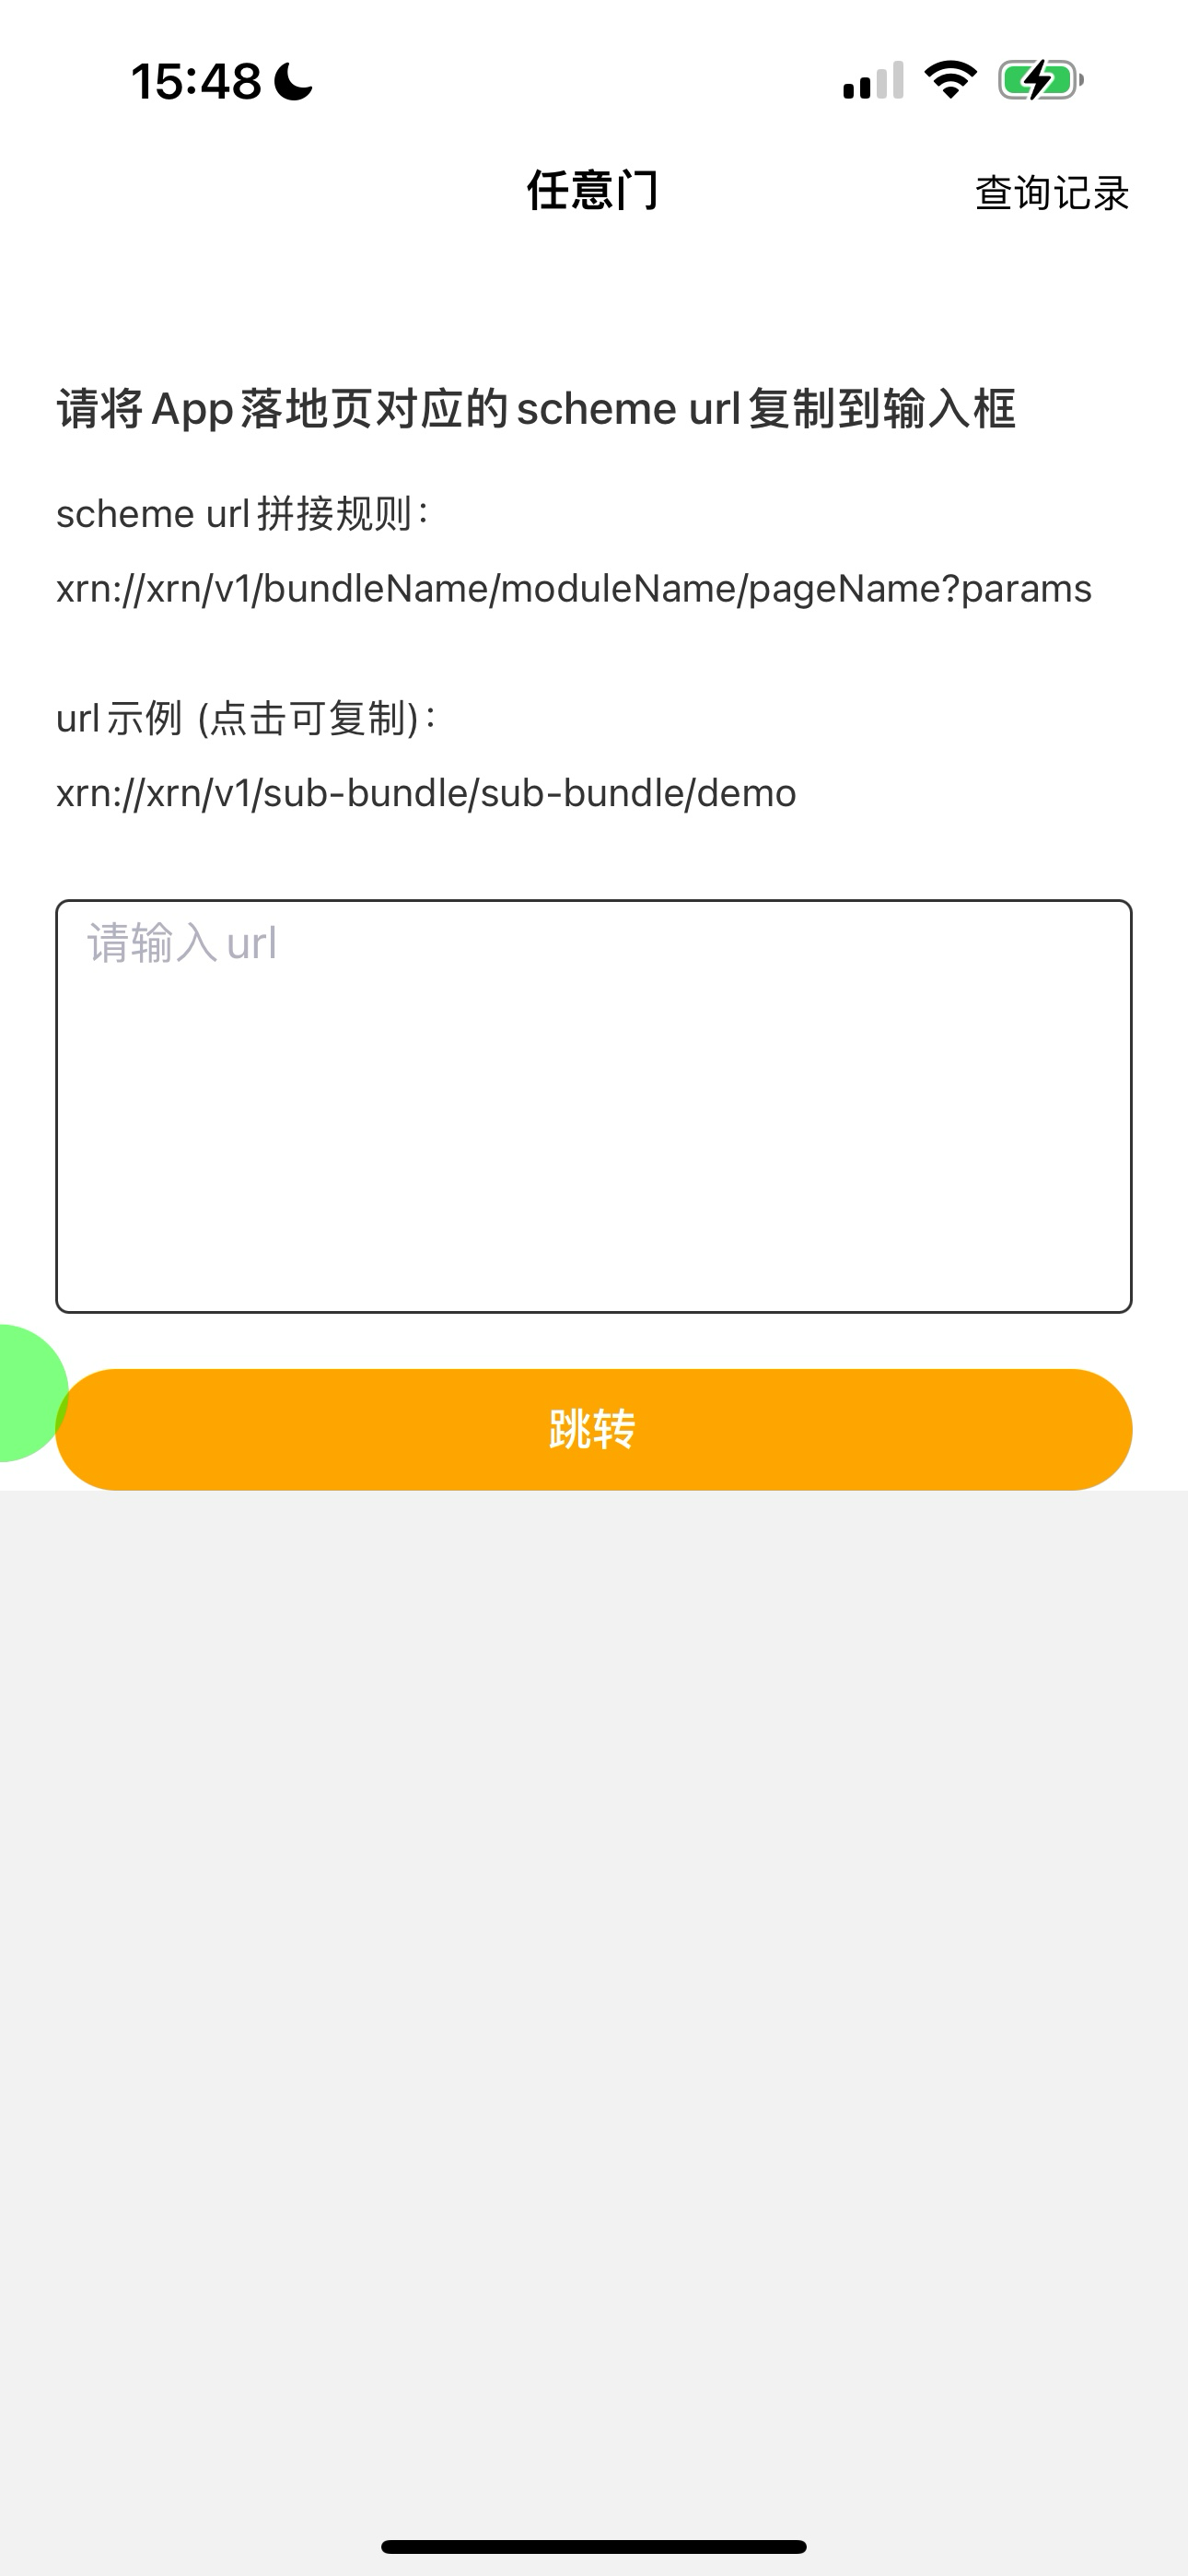 15:48
任意门
查询记录
请将App落地页对应的scheme url复制到输入框
scheme url拼接规则：
xrn://xrn/v1/bundleName/moduleName/pageName?params
url示例 (点击可复制)：
xrn://xrn/v1/sub-bundle/sub-bundle/demo
请输入url
跳转